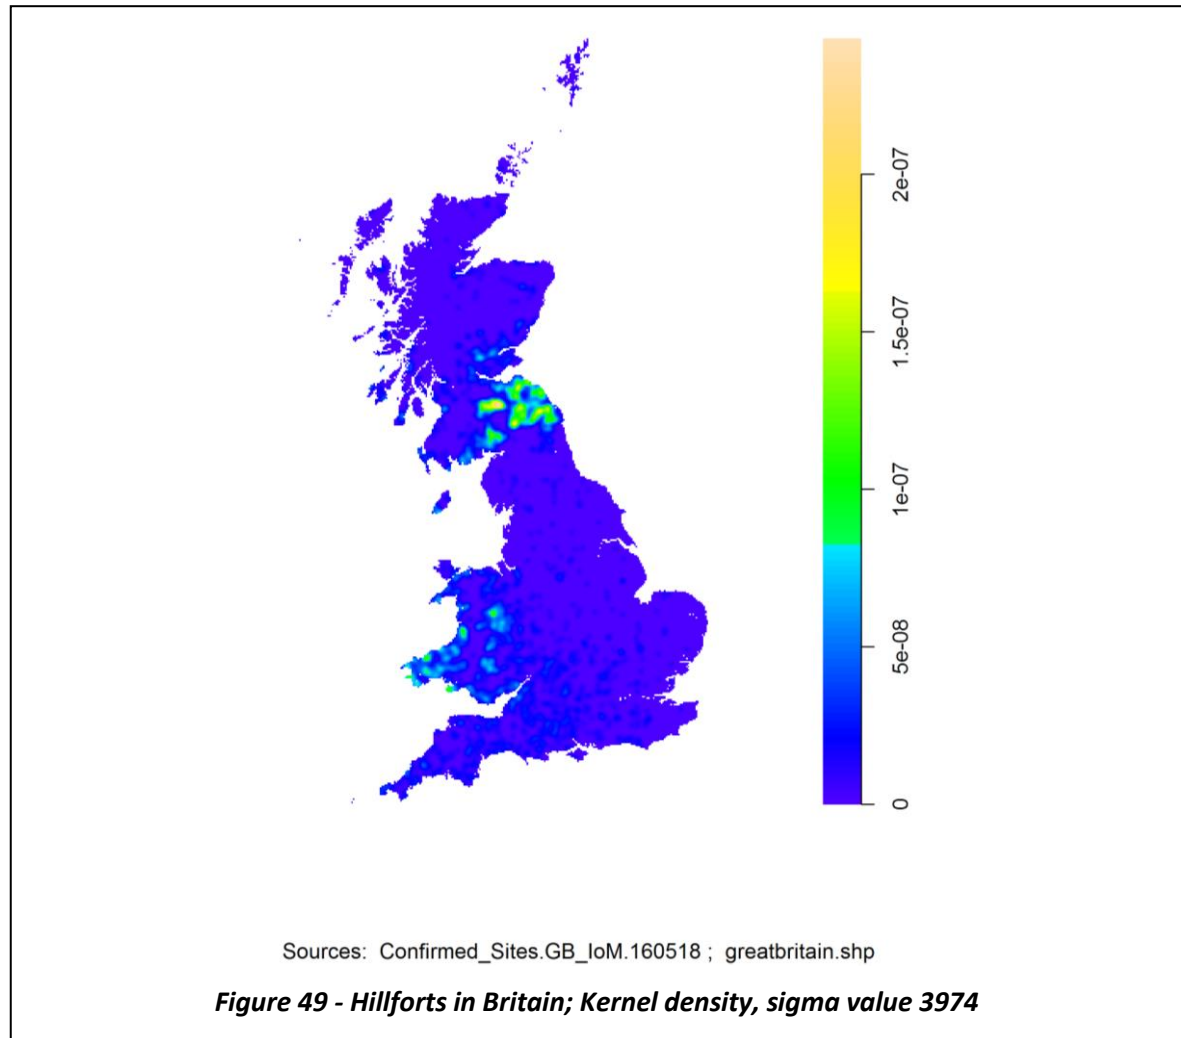 2e-07
1.5e-07
1e-07
5e-08
0
Sources: Confirmed_Sites.GB_IoM.160518 ; greatbritain.shp
Figure 49 - Hillforts in Britain; Kernel density, sigma value 3974